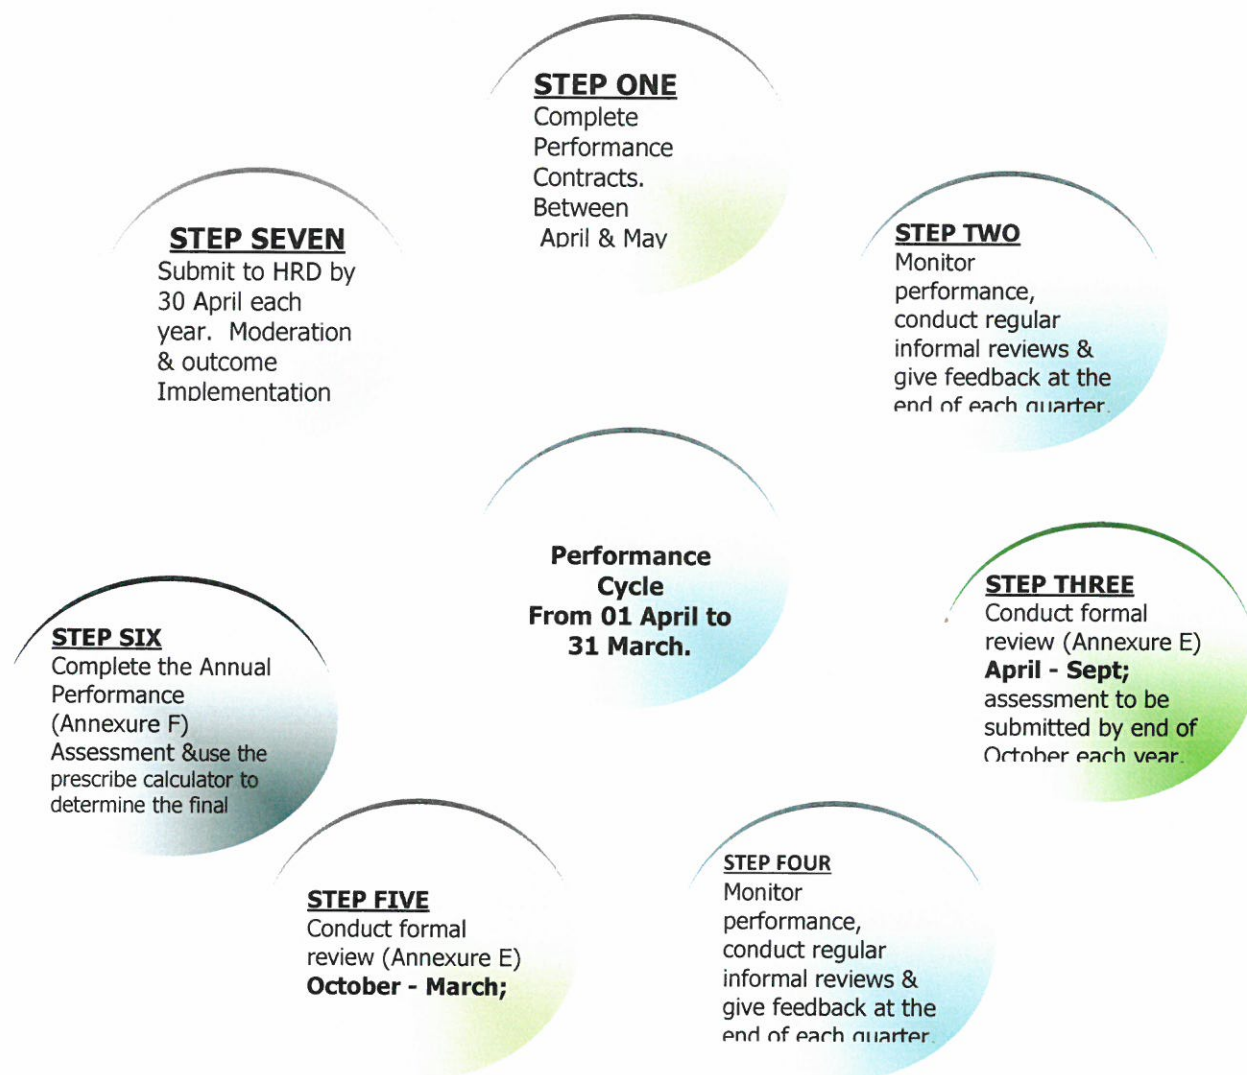 STEP ONE
Complete
Performance
Contracts.
Between
April & May
STEP TWO
Monitor
performance,
conduct regular
informal reviews &
give feedback at the
end of each quarter.
STEP THREE
Conduct formal
review (Annexure E)
April - Sept;
assessment to be
submitted by end of
October each year.
STEP FOUR
Monitor
performance,
conduct regular
informal reviews &
give feedback at the
end of each quarter.
STEP FIVE
Conduct formal
review (Annexure E)
October - March;
STEP SIX
Complete the Annual
Performance
(Annexure F)
Assessment &use the
prescribe calculator to
determine the final
STEP SEVEN
Submit to HRD by
30 April each
year. Moderation
& outcome
Implementation
Performance
Cycle
From 01 April to
31 March.